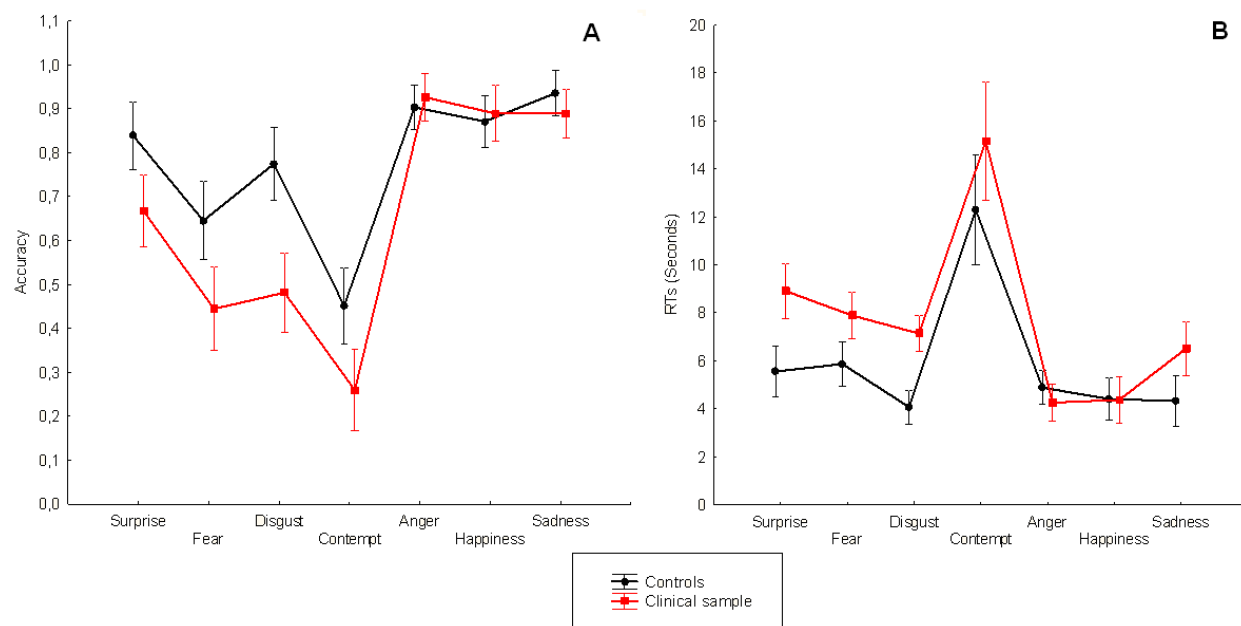 A
1,1
1,0
0,9
0,8
0,7
0,6
0,5
0,4
0,3
0,2
0,1
0,0
Accuracy
Surprise Disgust Anger Sadness
Fear Contempt Happiness
B
20
18
16
14
12
10
8
6
4
2
0
RTs (Seconds)
Surprise Disgust Anger Sadness
Fear Contempt Happiness
Controls
Clinical sample